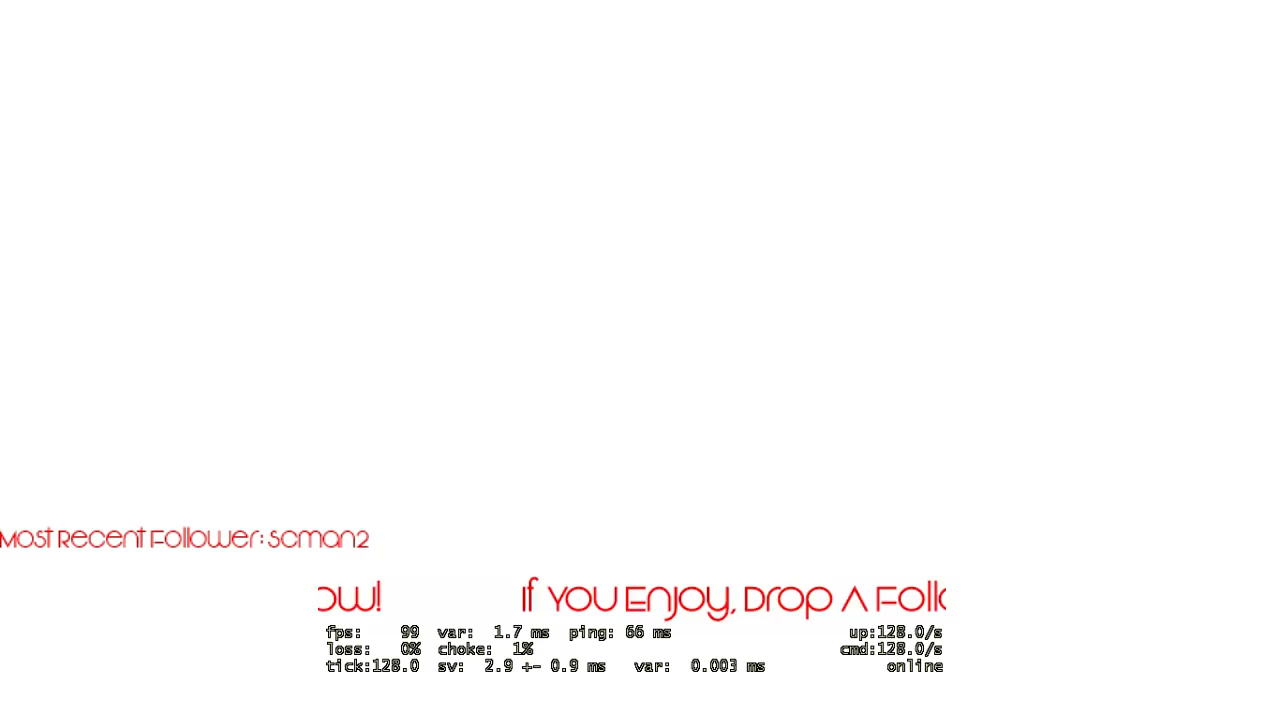 Most Recent Follower: scman2
ow! If You Enjoy, Drop A Follo
fps: 99 var: 1.7 ms ping: 66 ms up:128.0/s
loss: 0% choke: 1% cmd:128.0/s
tick:128.0 sv: 2.9 +- 0.9 ms var: 0.003 ms online